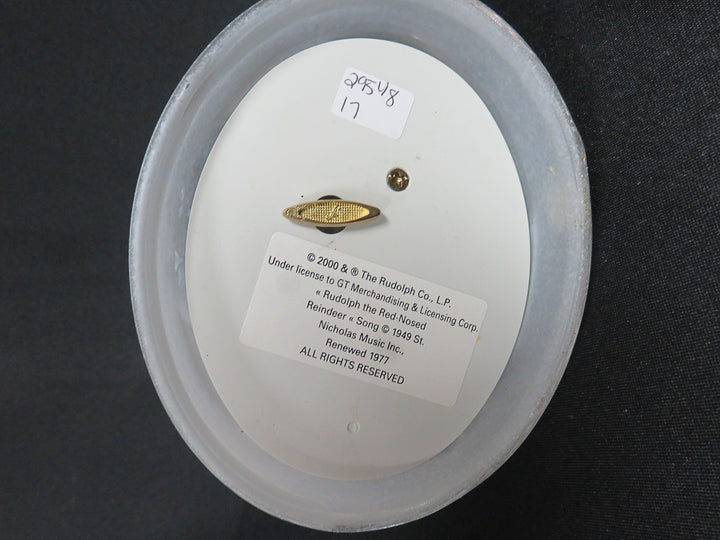 29548
17
© 2000 & ® The Rudolph Co., L.P.
Under license to GT Merchandising & Licensing Corp.
« Rudolph the Red-Nosed
Reindeer « Song © 1949 St.
Nicholas Music Inc.,
Renewed 1977
ALL RIGHTS RESERVED